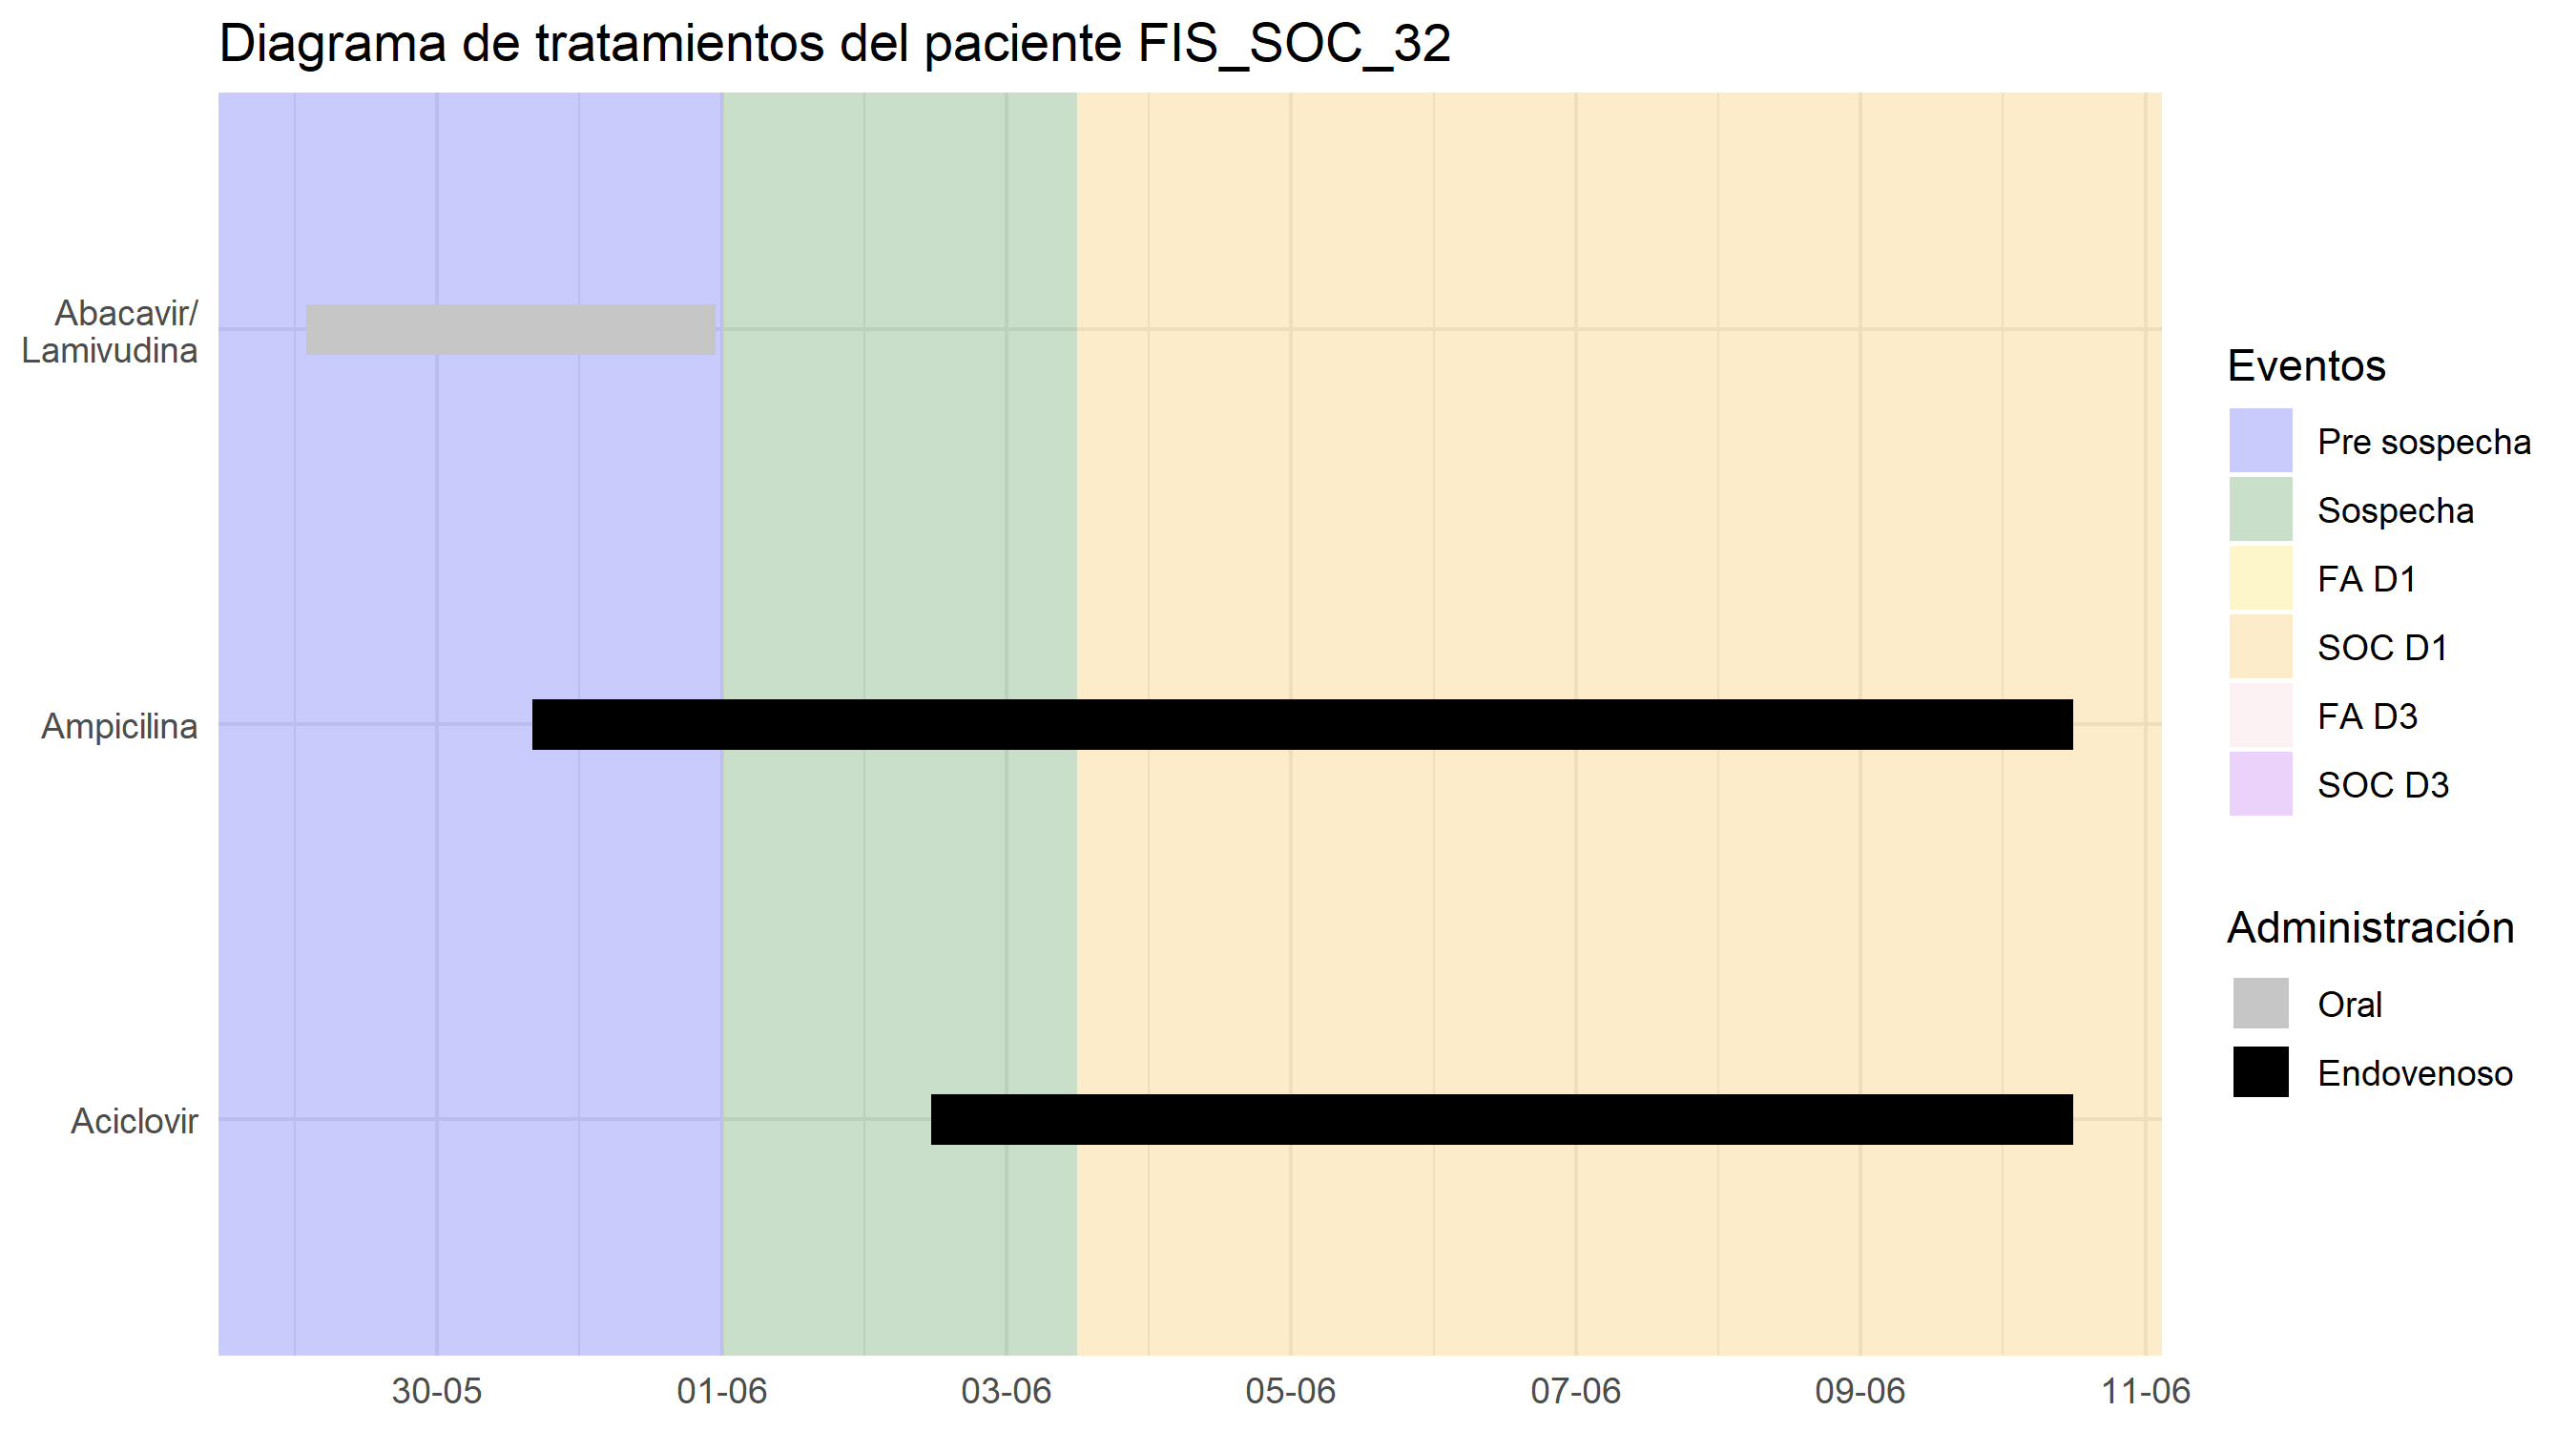 Diagrama de tratamientos del paciente FIS_SOC_32
Abacavir/
Lamivudina
Ampicilina
Aciclovir
30-05
01-06
03-06
05-06
07-06
09-06
11-06
Eventos
Pre sospecha
Sospecha
FA D1
SOC D1
FA D3
SOC D3
Administración
Oral
Endovenoso